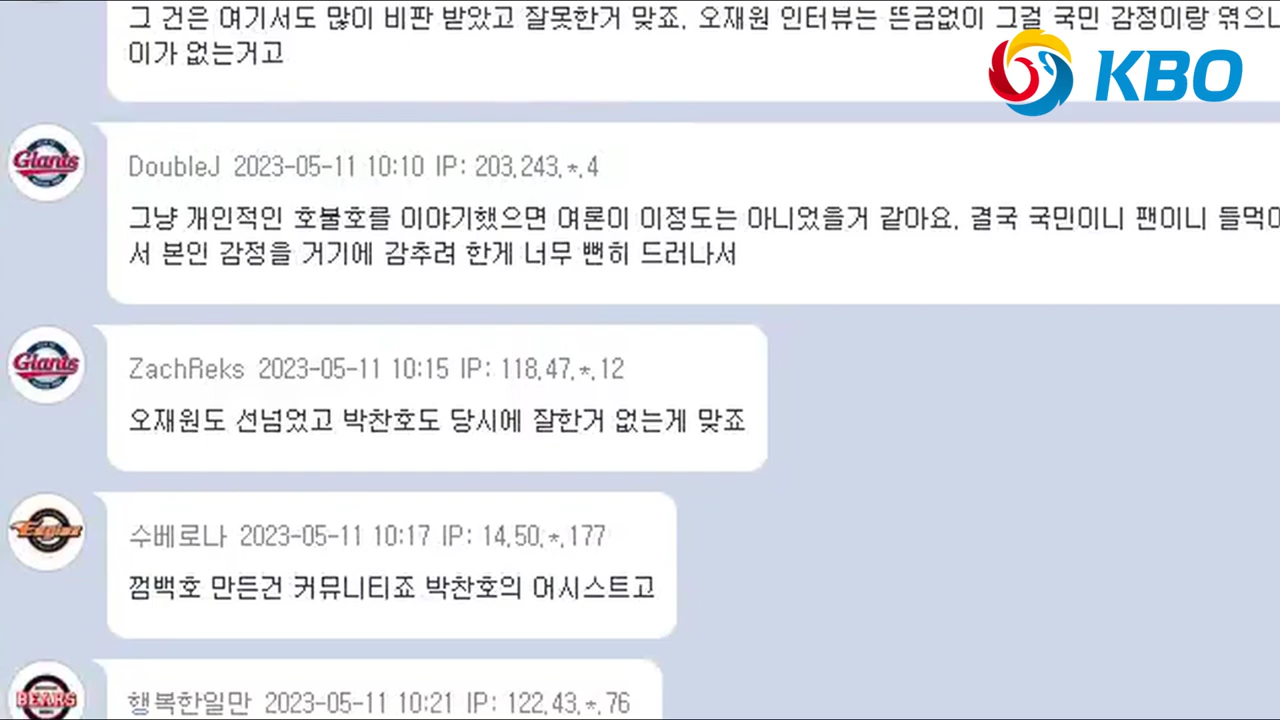 그 건은 여기서도 많이 비판 받았고 잘못한거 맞죠. 오재원 인터뷰는 뜬금없이 그걸 국민 감정이랑 엮으니
이가 없는거고
KBO
Giants
DoubleJ 2023-05-11 10:10 IP: 203.243.*.4
그냥 개인적인 호불호를 이야기했으면 여론이 이정도는 아니었을거 같아요. 결국 국민이니 팬이니 들먹이
서 본인 감정을 거기에 감추려 한게 너무 뻔히 드러나서
Giants
ZachReks 2023-05-11 10:15 IP: 118.47.*.12
오재원도 선넘었고 박찬호도 당시에 잘한거 없는게 맞죠
Eagles
수베로나 2023-05-11 10:17 IP: 14.50.*.177
껌백호 만든건 커뮤니티죠 박찬호의 어시스트고
BEARS
행복한일만 2023-05-11 10:21 IP: 122.43.*.76